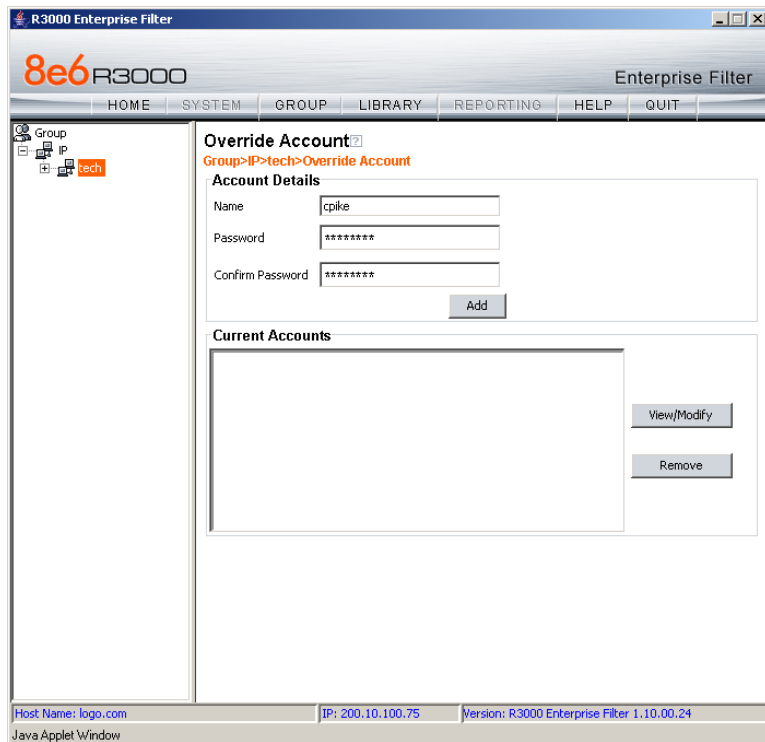 R3000 Enterprise Filter
8e6 R3000
Enterprise Filter
HOME SYSTEM GROUP LIBRARY REPORTING HELP QUIT
Group
IP
tech
Override Account?
Group>IP>tech>Override Account
Account Details
Name cpike
Password ********
Confirm Password ********
Add
Current Accounts
View/Modify
Remove
Host Name: logo.com IP: 200.10.100.75 Version: R3000 Enterprise Filter 1.10.00.24
Java Applet Window